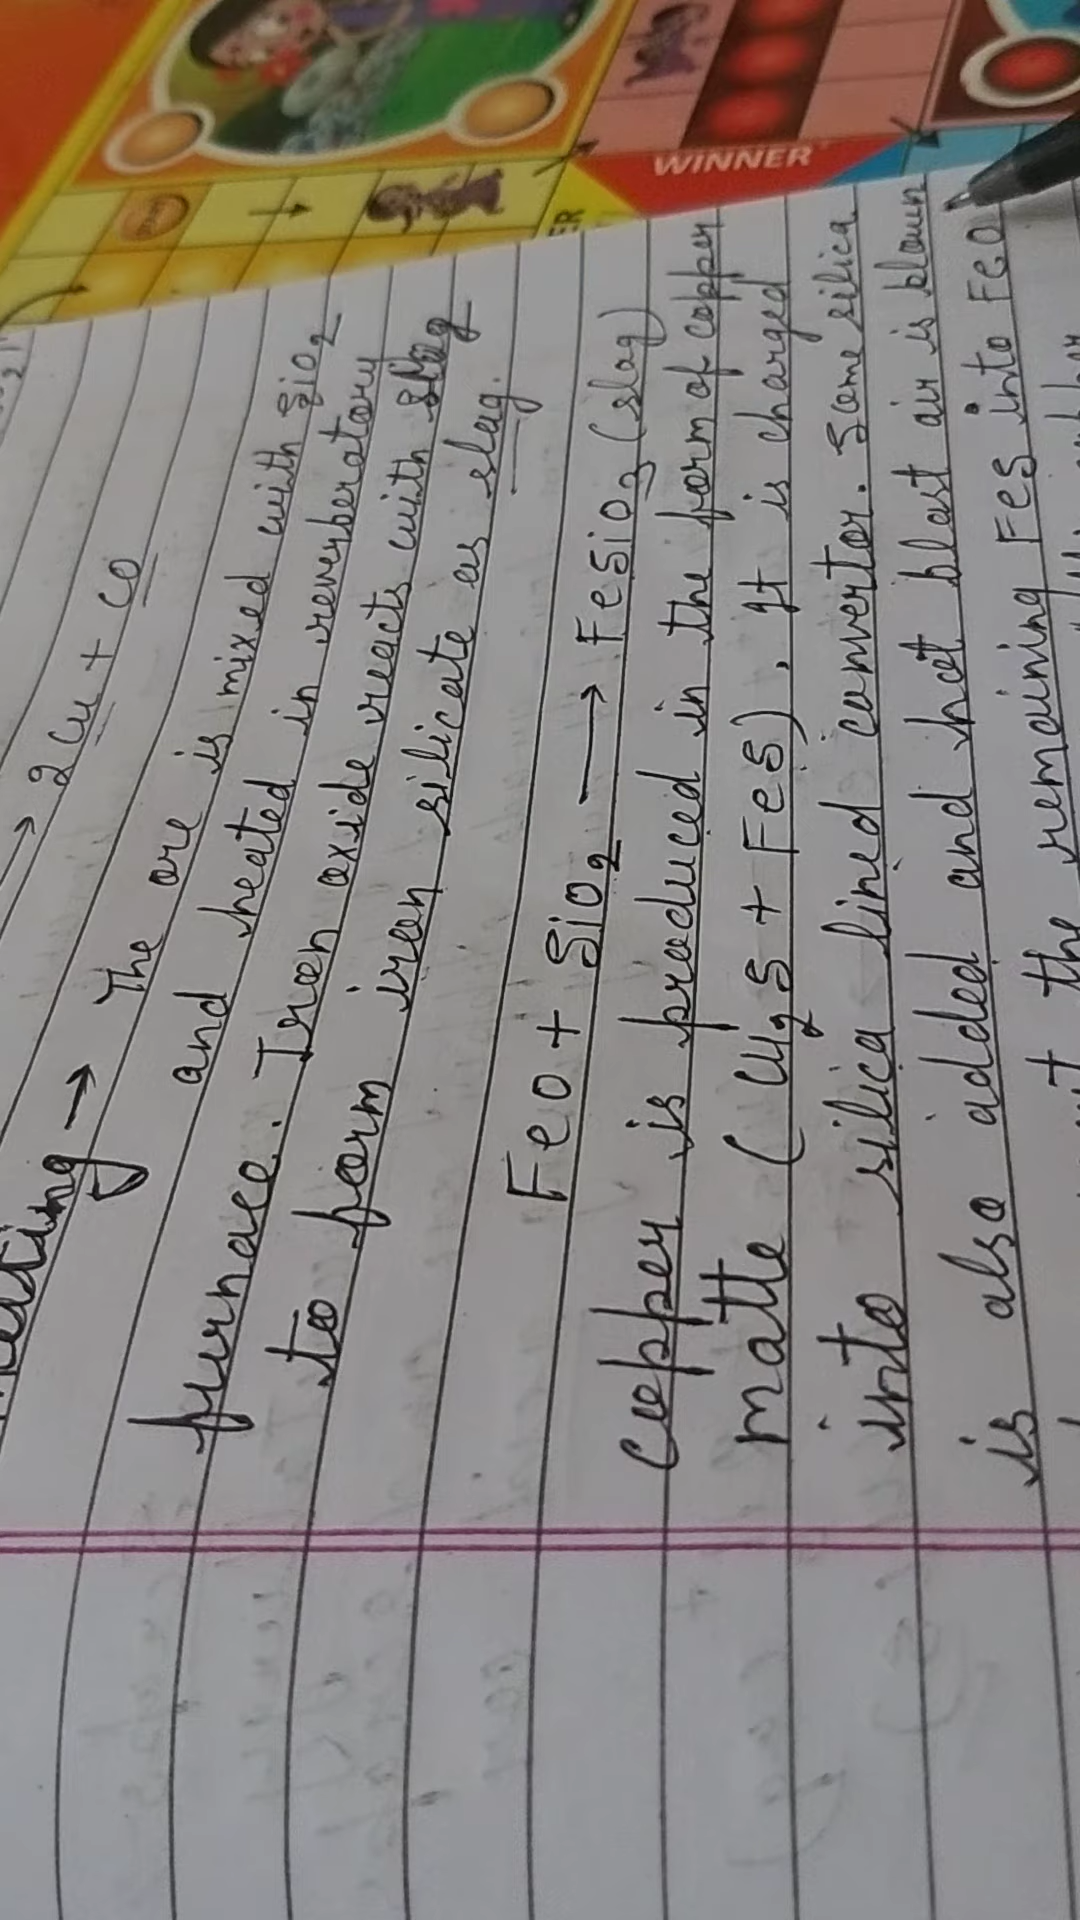 → 2Cu + CO
elting → The ore is mixed with SiO2
and heated in reverberatory
furnace. Iron oxide reacts with slag
to form iron silicate as slag.
FeO + SiO2 → FeSiO3 (slag)
Copper is produced in the form of copper
matte (Cu2S + FeS). It is charged
into silica lined convertor. Some silica
is also added and hot blast air is blown
the remaining FeS into FeO
WINNER
ER